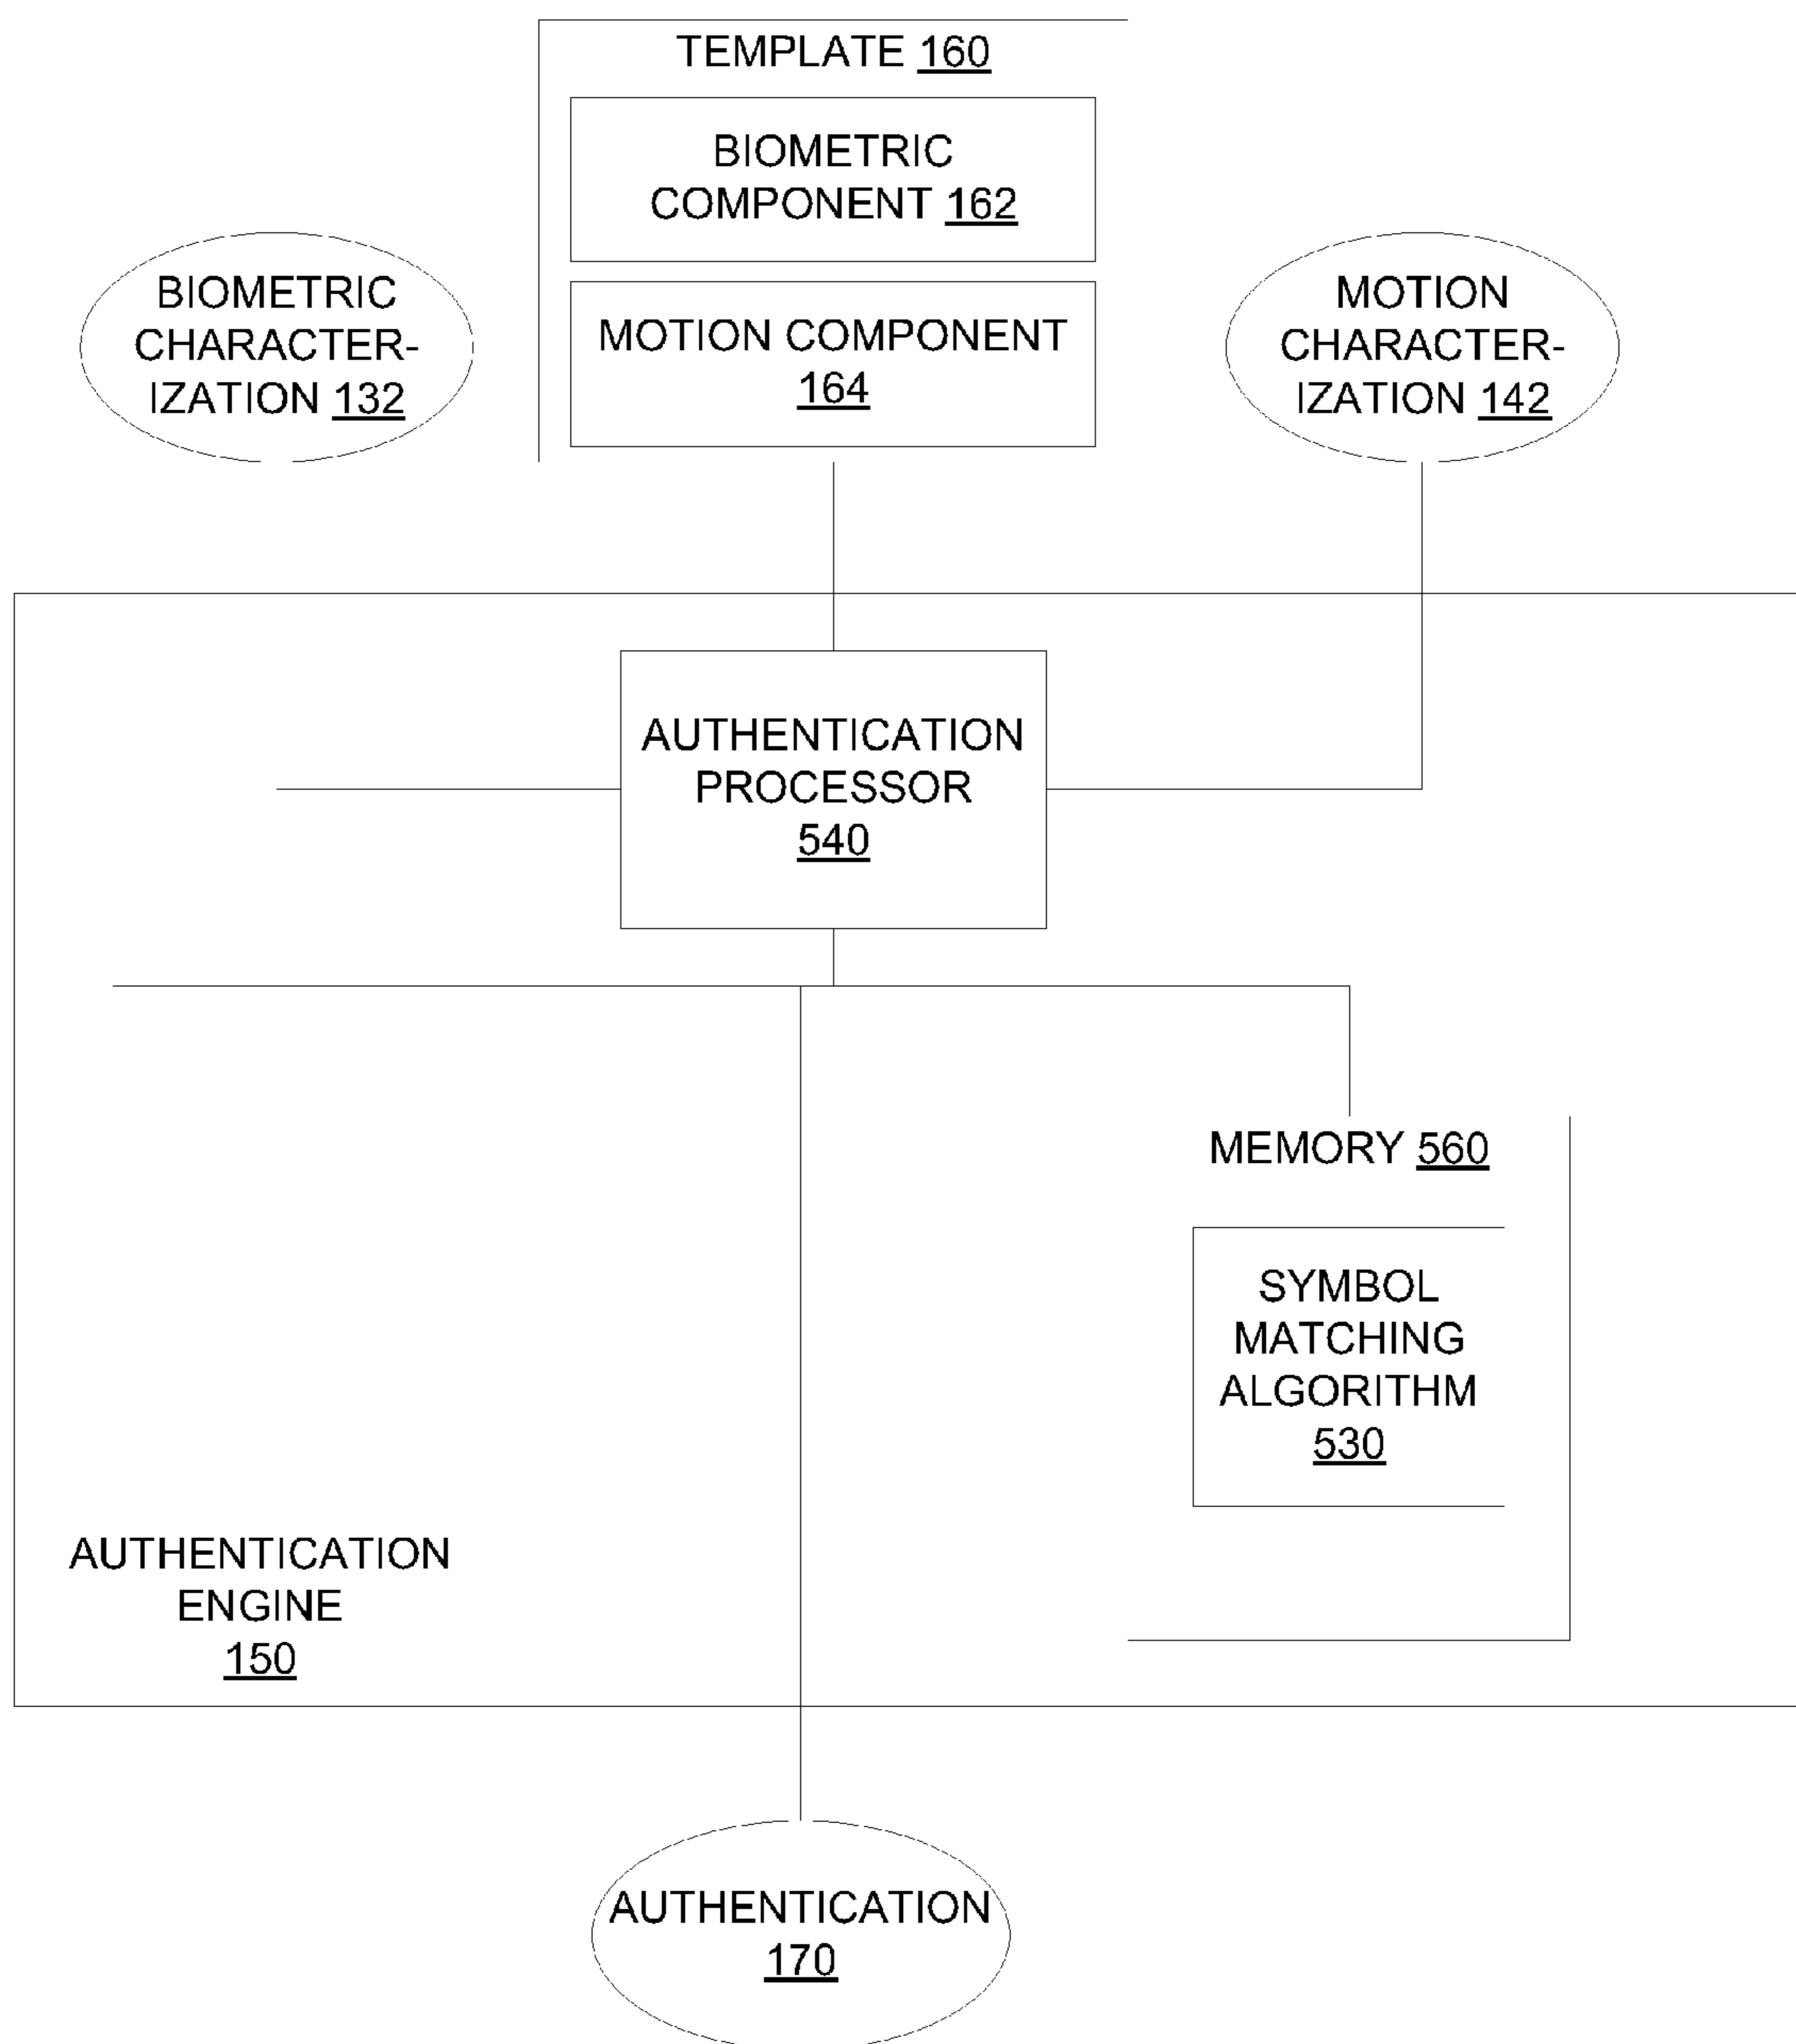 TEMPLATE 160
BIOMETRIC
COMPONENT 162
BIOMETRIC
CHARACTER-
IZATION 132
MOTION COMPONENT
164
MOTION
CHARACTER-
IZATION 142
AUTHENTICATION
PROCESSOR
540
MEMORY 560
SYMBOL
MATCHING
ALGORITHM
530
AUTHENTICATION
ENGINE
150
AUTHENTICATION
170